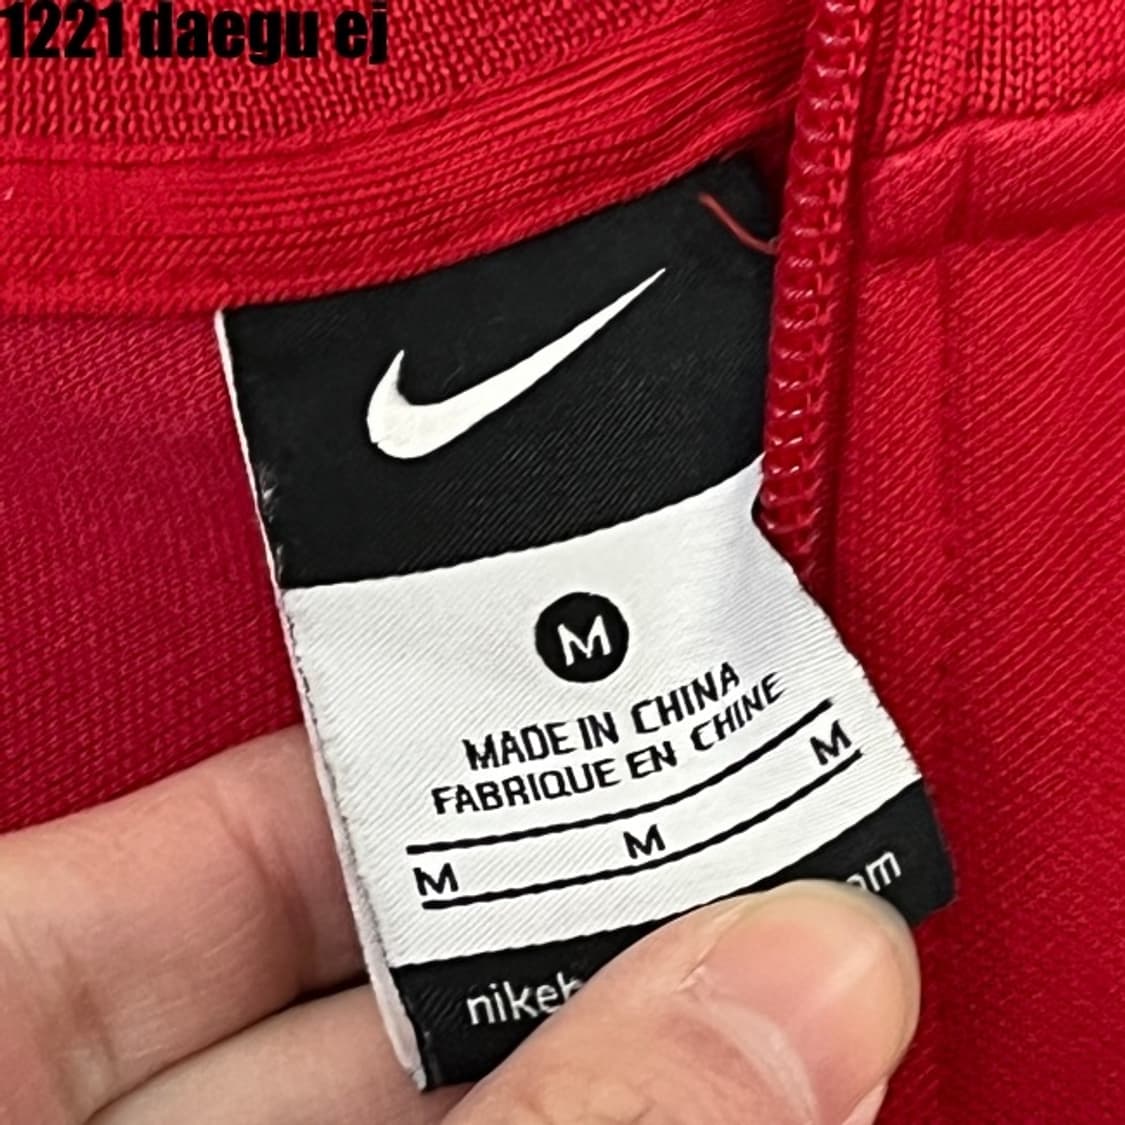 1221 daegu ej
M
MADE IN CHINA
FABRIQUE EN CHINE
M M M